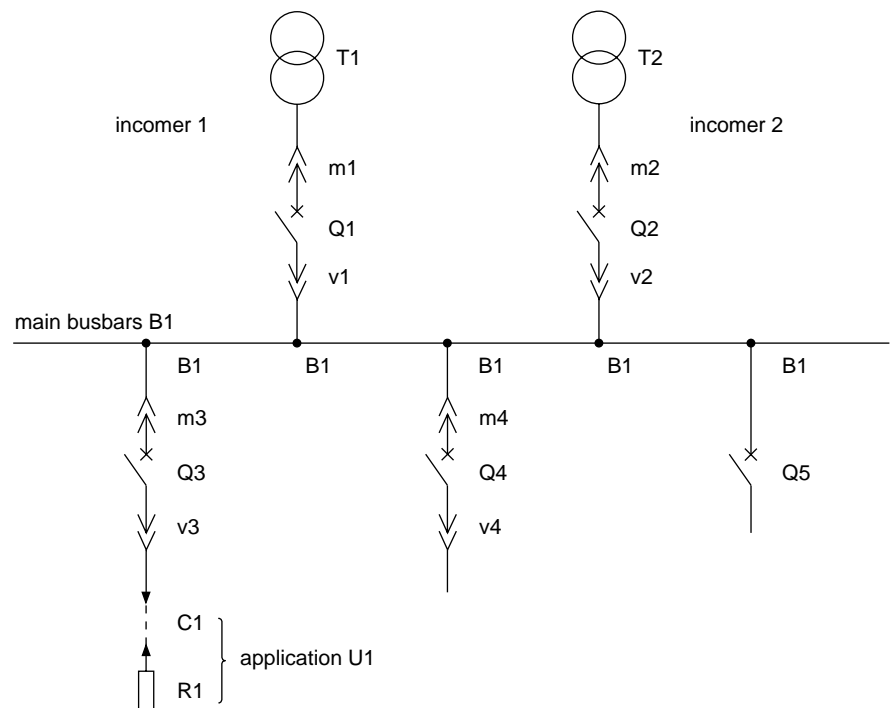 T1
T2
incomer 1
incomer 2
m1
m2
Q1
Q2
v1
v2
main busbars B1
B1
B1
B1
B1
B1
m3
m4
Q3
Q4
Q5
v3
v4
C1
application U1
R1